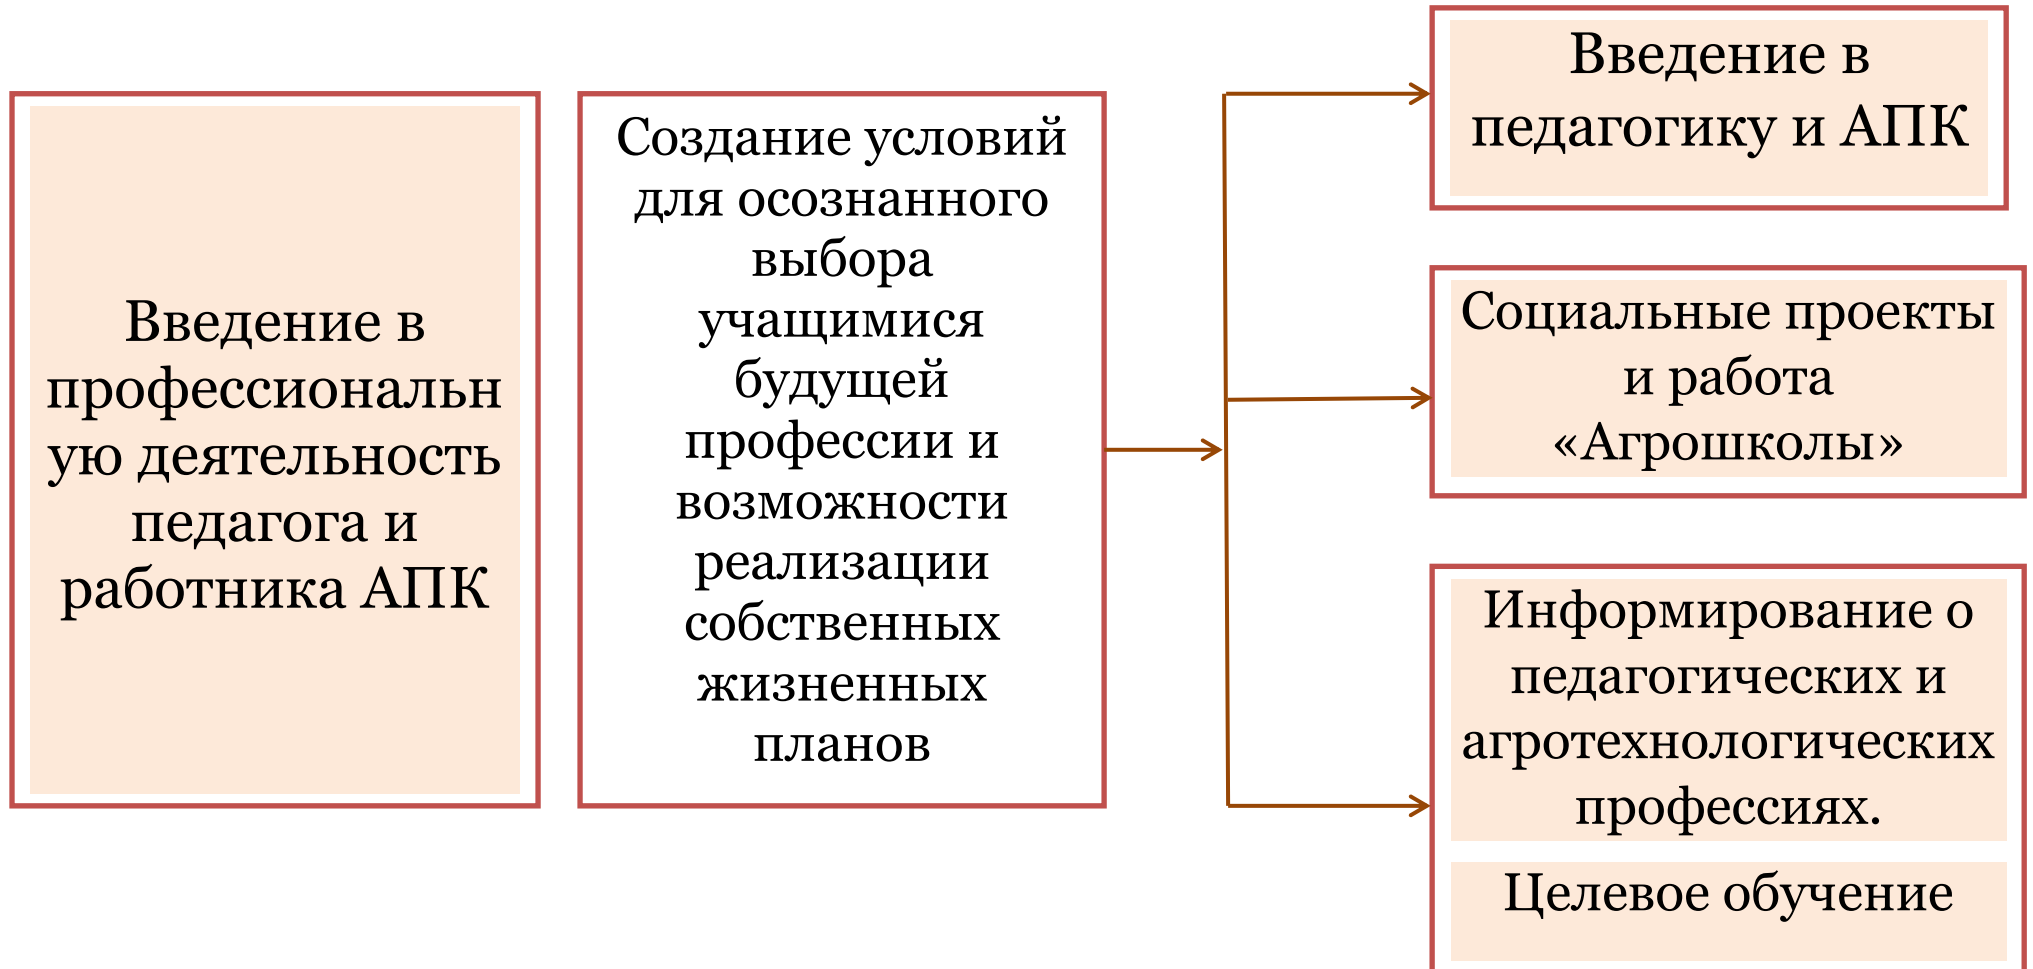 Введение в
профессиональн
ую деятельность
педагога и
работника АПК
Создание условий
для осознанного
выбора
учащимися
будущей
профессии и
возможности
реализации
собственных
жизненных
планов
Введение в
педагогику и АПК
Социальные проекты
и работа
«Агрошколы»
Информирование о
педагогических и
агротехнологических
профессиях.
Целевое обучение